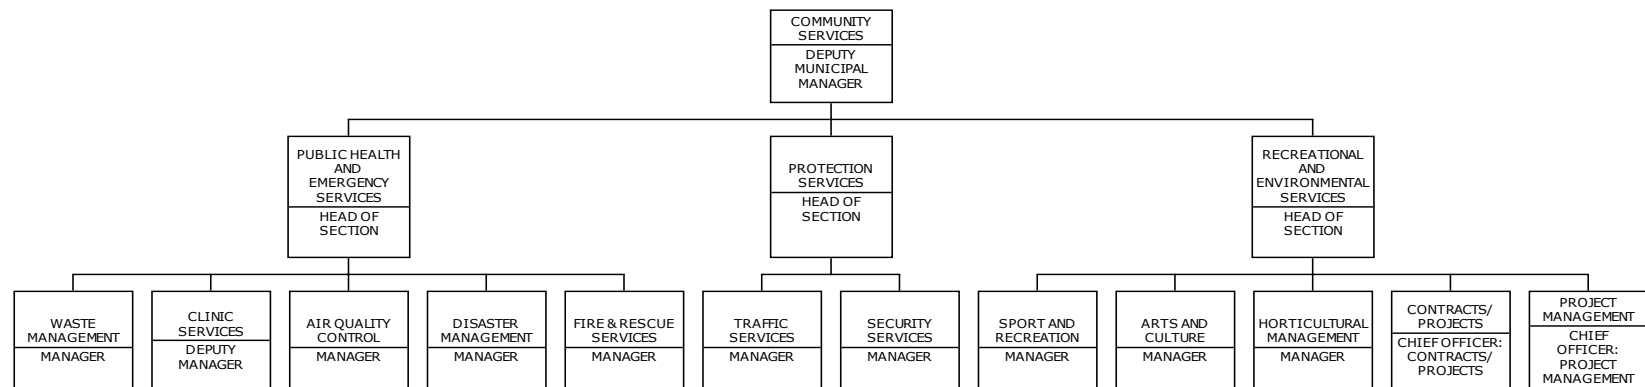 COMMUNITY
SERVICES
DEPUTY
MUNICIPAL
MANAGER
PUBLIC HEALTH
AND
EMERGENCY
SERVICES
HEAD OF
SECTION
PROTECTION
SERVICES
HEAD OF
SECTION
RECREATIONAL
AND
ENVIRONMENTAL
SERVICES
HEAD OF
SECTION
WASTE
MANAGEMENT
MANAGER
CLINIC
SERVICES
DEPUTY
MANAGER
AIR QUALITY
CONTROL
MANAGER
DISASTER
MANAGEMENT
MANAGER
FIRE & RESCUE
SERVICES
MANAGER
TRAFFIC
SERVICES
MANAGER
SECURITY
SERVICES
MANAGER
SPORT AND
RECREATION
MANAGER
ARTS AND
CULTURE
MANAGER
HORTICULTURAL
MANAGEMENT
MANAGER
CONTRACTS/
PROJECTS
CHIEF OFFICER:
CONTRACTS/
PROJECTS
PROJECT
MANAGEMENT
CHIEF
OFFICER:
PROJECT
MANAGEMENT